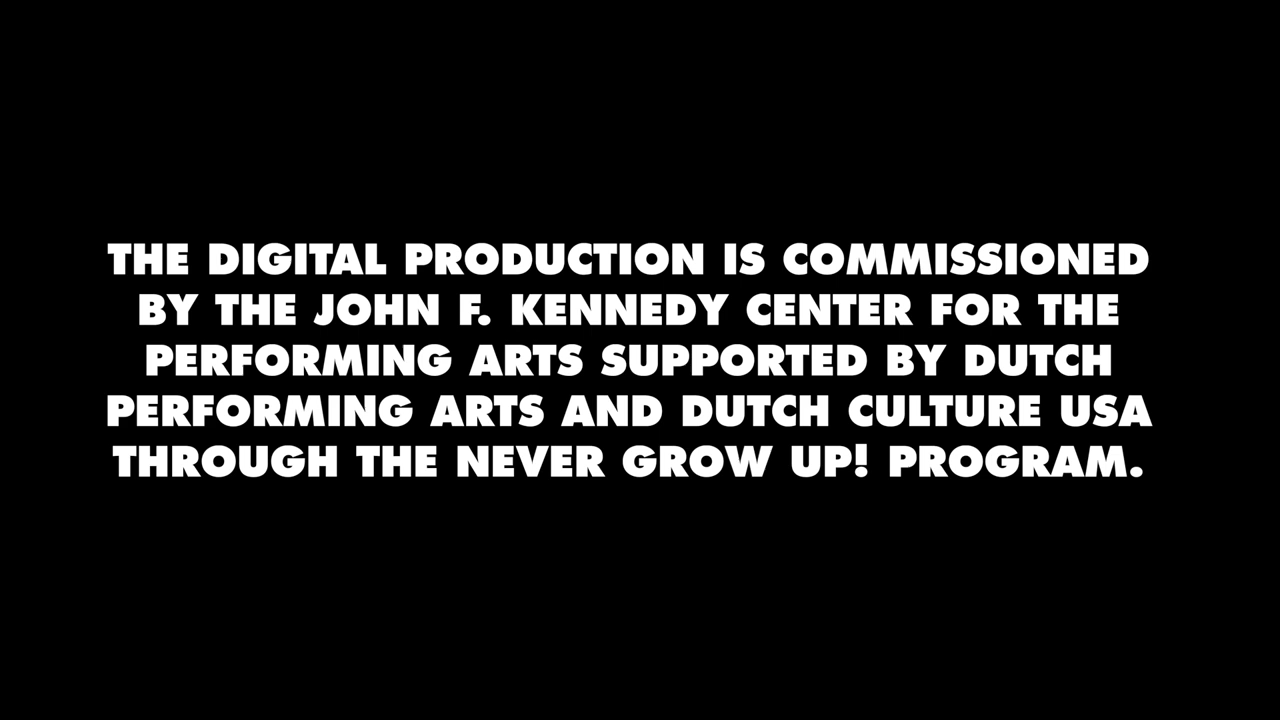 THE DIGITAL PRODUCTION IS COMMISSIONED
BY THE JOHN F. KENNEDY CENTER FOR THE
PERFORMING ARTS SUPPORTED BY DUTCH
PERFORMING ARTS AND DUTCH CULTURE USA
THROUGH THE NEVER GROW UP! PROGRAM.